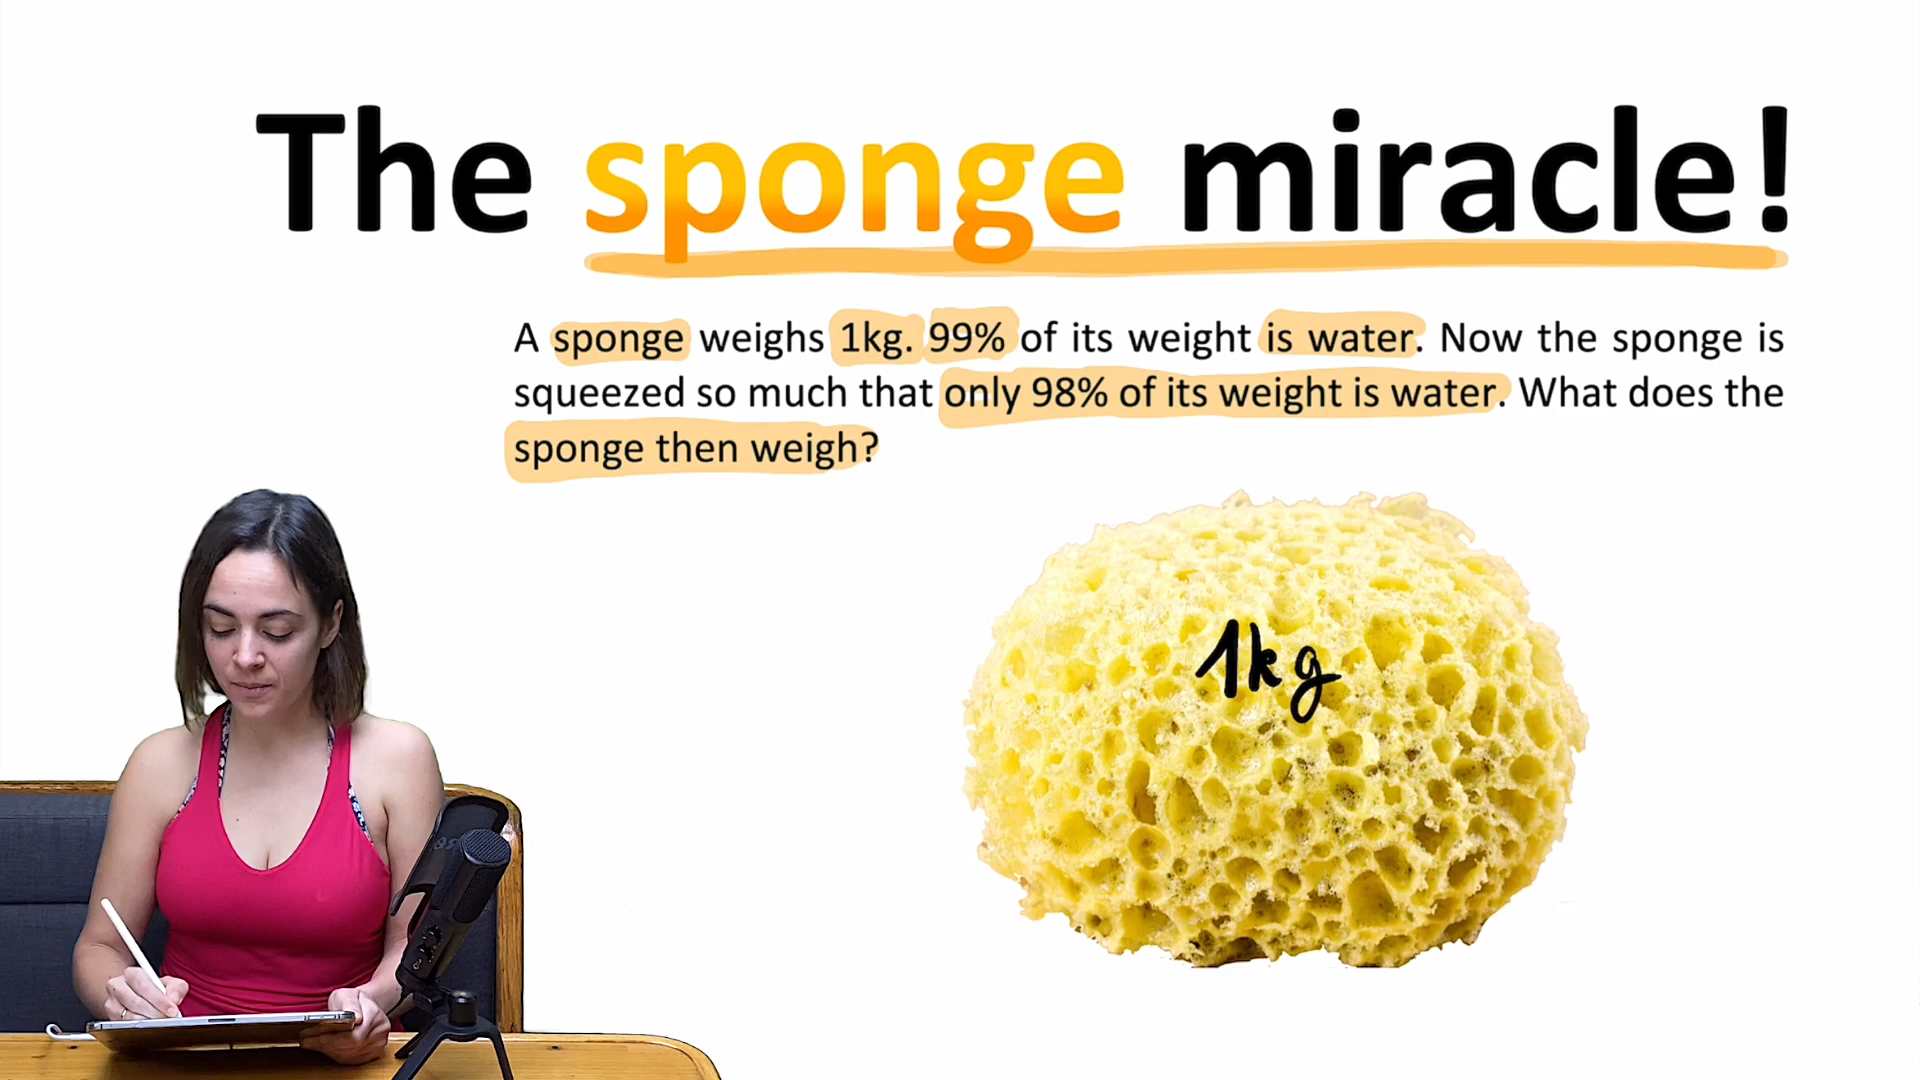 The sponge miracle!
A sponge weighs 1kg. 99% of its weight is water. Now the sponge is
squeezed so much that only 98% of its weight is water. What does the
sponge then weigh?
1kg